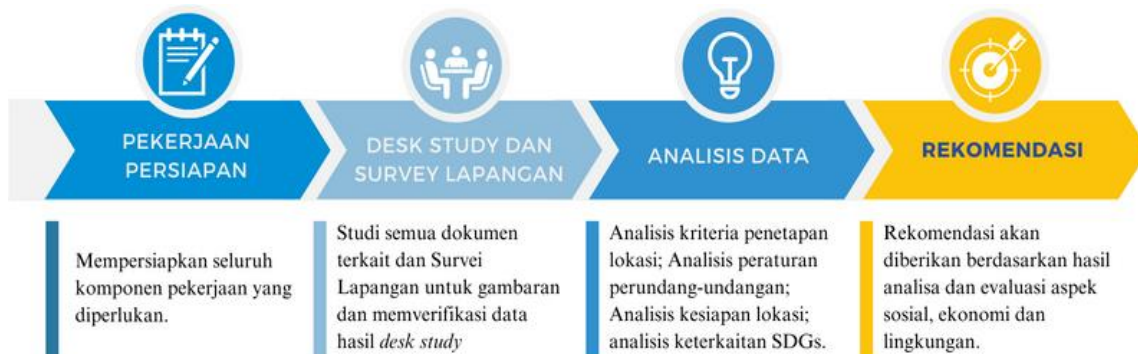 PEKERJAAN
PERSIAPAN
DESK STUDY DAN
SURVEY LAPANGAN
ANALISIS DATA
REKOMENDASI
Mempersiapkan seluruh
komponen pekerjaan yang
diperlukan.
Studi semua dokumen
terkait dan Survei
Lapangan untuk gambaran
dan memverifikasi data
hasil desk study
Analisis kriteria penetapan
lokasi; Analisis peraturan
perundang-undangan;
Analisis kesiapan lokasi;
analisis keterkaitan SDGs.
Rekomendasi akan
diberikan berdasarkan hasil
analisa dan evaluasi aspek
sosial, ekonomi dan
lingkungan.